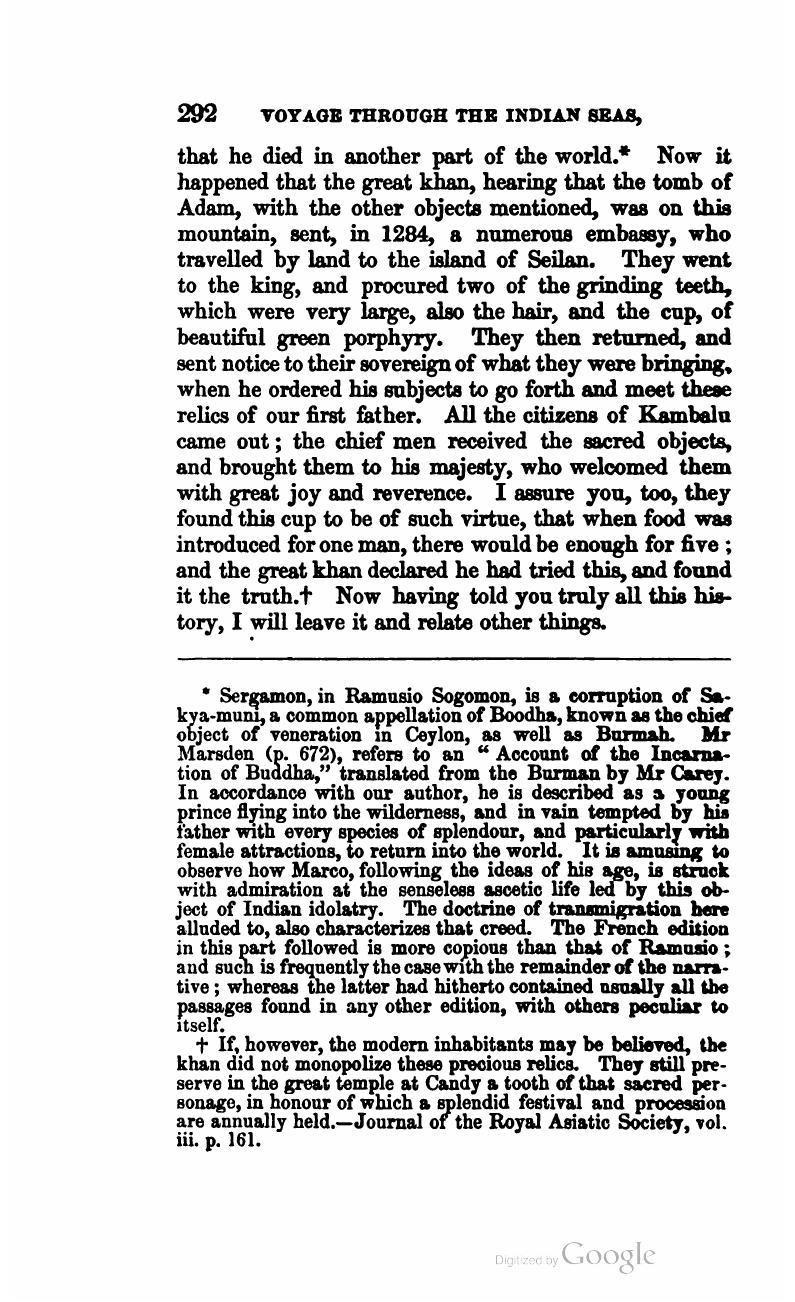 292 VOYAGE THROUGH THE INDIAN SEAS,
that he died in another part of the world.* Now it
happened that the great khan, hearing that the tomb of
Adam, with the other objects mentioned, was on this
mountain, sent, in 1284, a numerous embassy, who
travelled by land to the island of Seilan. They went
to the king, and procured two of the grinding teeth,
which were very large, also the hair, and the cup, of
beautiful green porphyry. They then returned, and
sent notice to their sovereign of what they were bringing,
when he ordered his subjects to go forth and meet these
relics of our first father. All the citizens of Kambalu
came out ; the chief men received the sacred objects,
and brought them to his majesty, who welcomed them
with great joy and reverence. I assure you, too, they
found this cup to be of such virtue, that when food was
introduced for one man, there would be enough for five ;
and the great khan declared he had tried this, and found
it the truth.† Now having told you truly all this his-
tory, I will leave it and relate other things.
* Sergamon, in Ramusio Sogomon, is a corruption of Sa-
kya-muni, a common appellation of Boodha, known as the chief
object of veneration in Ceylon, as well as Burmah. Mr
Marsden (p. 672), refers to an “ Account of the Incarna-
tion of Buddha,” translated from the Burman by Mr Carey.
In accordance with our author, he is described as a young
prince flying into the wilderness, and in vain tempted by his
father with every species of splendour, and particularly with
female attractions, to return into the world. It is amusing to
observe how Marco, following the ideas of his age, is struck
with admiration at the senseless ascetic life led by this ob-
ject of Indian idolatry. The doctrine of transmigration here
alluded to, also characterizes that creed. The French edition
in this part followed is more copious than that of Ramusio ;
and such is frequently the case with the remainder of the narra-
tive ; whereas the latter had hitherto contained usually all the
passages found in any other edition, with others peculiar to
itself.
† If, however, the modern inhabitants may be believed, the
khan did not monopolize these precious relics. They still pre-
serve in the great temple at Candy a tooth of that sacred per-
sonage, in honour of which a splendid festival and procession
are annually held.—Journal of the Royal Asiatic Society, vol.
iii. p. 161.
Digitized by Google